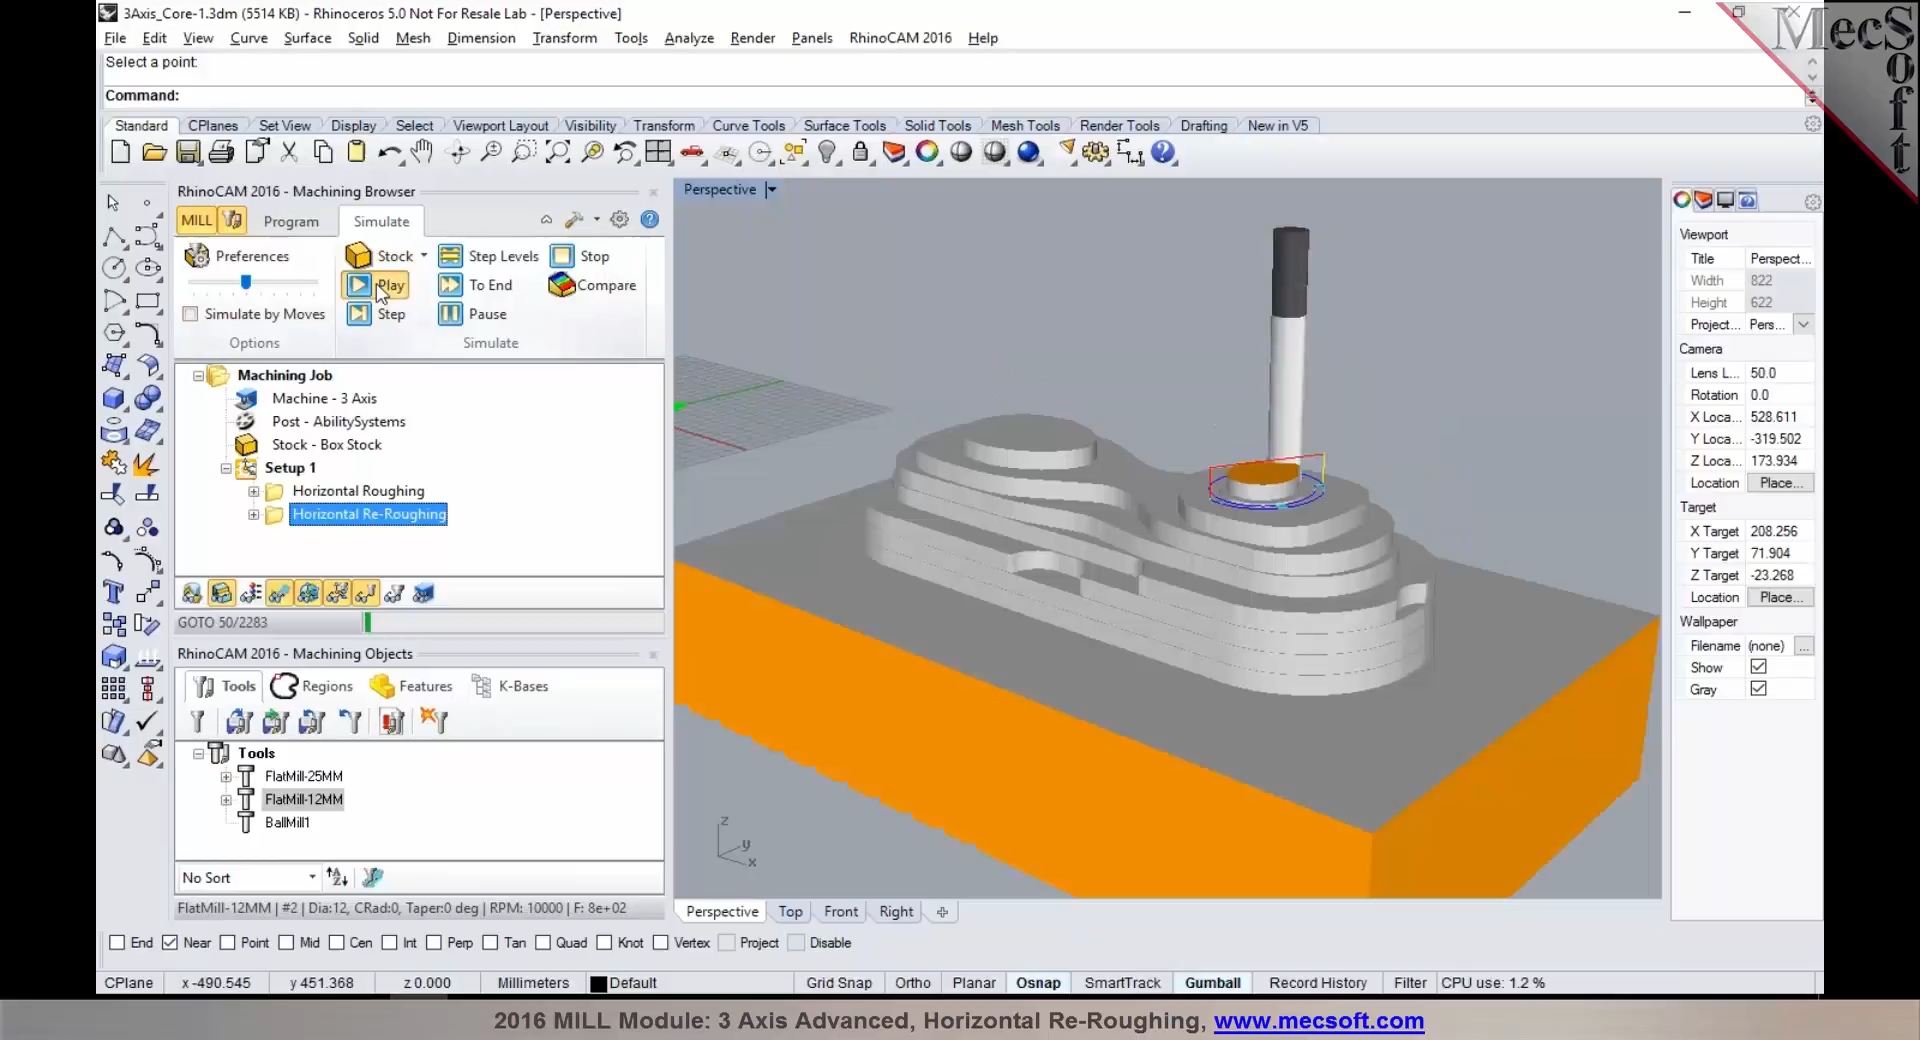 3Axis_Core-1.3dm (5514 KB) - Rhinoceros 5.0 Not For Resale Lab - [Perspective]
MecSoft
File Edit View Curve Surface Solid Mesh Dimension Transform Tools Analyze Render Panels RhinoCAM 2016 Help
Select a point:
Command:
Standard CPlanes Set View Display Select Viewport Layout Visibility Transform Curve Tools Surface Tools Solid Tools Mesh Tools Render Tools Drafting New in V5
RhinoCAM 2016 - Machining Browser
MILL Program Simulate
Preferences Stock Step Levels Stop
Play To End Compare
Simulate by Moves Step Pause
Options Simulate
Machining Job
Machine - 3 Axis
Post - AbilitySystems
Stock - Box Stock
Setup 1
Horizontal Roughing
Horizontal Re-Roughing
GOTO 50/2283
RhinoCAM 2016 - Machining Objects
Tools Regions Features K-Bases
Tools
FlatMill-25MM
FlatMill-12MM
BallMill1
No Sort
FlatMill-12MM | #2 | Dia:12, CRad:0, Taper:0 deg | RPM: 10000 | F: 8e+02
Perspective
z
y
x
Perspective Top Front Right
Viewport
Title Perspect...
Width 822
Height 622
Project... Pers...
Camera
Lens L... 50.0
Rotation 0.0
X Loca... 528.611
Y Loca... -319.502
Z Loca... 173.934
Location Place...
Target
X Target 208.256
Y Target 71.904
Z Target -23.268
Location Place...
Wallpaper
Filename (none) ...
Show
Gray
End Near Point Mid Cen Int Perp Tan Quad Knot Vertex Project Disable
CPlane x -490.545 y 451.368 z 0.000 Millimeters Default Grid Snap Ortho Planar Osnap SmartTrack Gumball Record History Filter CPU use: 1.2 %
2016 MILL Module: 3 Axis Advanced, Horizontal Re-Roughing, www.mecsoft.com